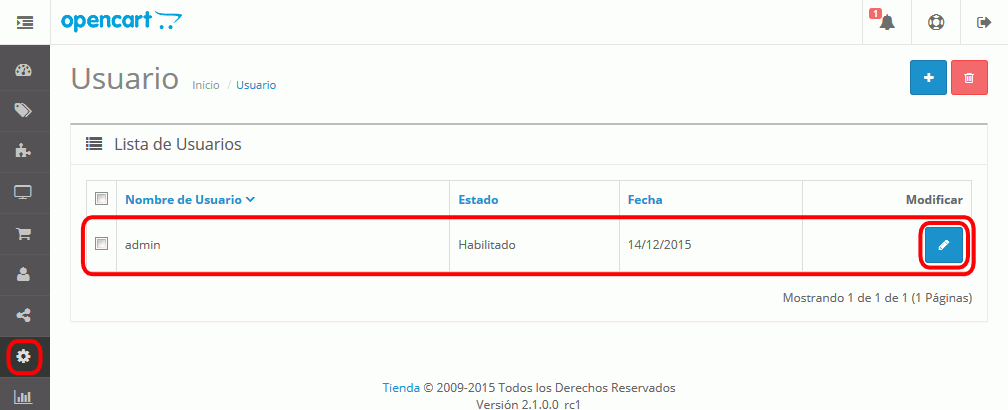 opencart
1
Usuario Inicio / Usuario
Lista de Usuarios
Nombre de Usuario Estado Fecha Modificar
admin Habilitado 14/12/2015
Mostrando 1 de 1 de 1 (1 Páginas)
Tienda © 2009-2015 Todos los Derechos Reservados
Versión 2.1.0.0_rc1